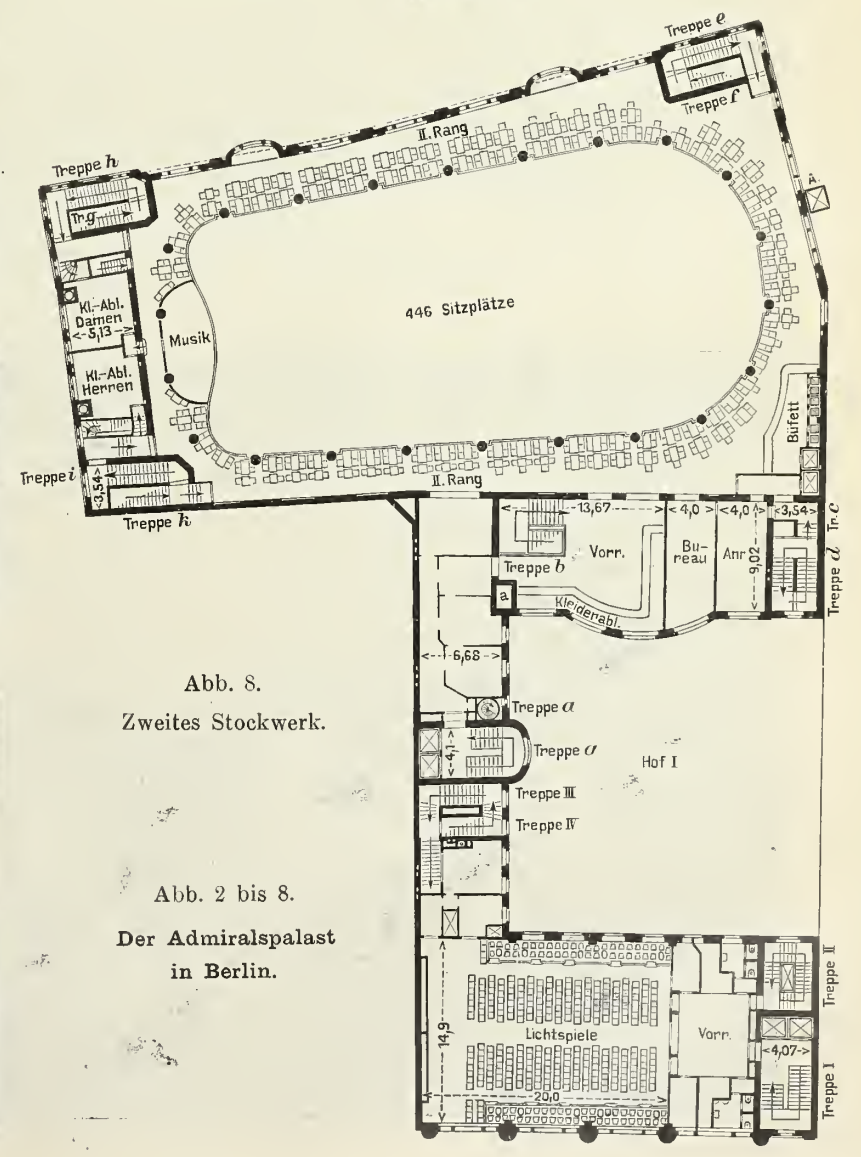 Treppe e
Treppe f
II. Rang
Treppe h
Tr. g
A.
Kl.-Abl.
Damen
5,13
Musik
446 Sitzplätze
Kl.-Abl.
Herren
Büfett
Treppe i
3,54
II. Rang
Treppe k
13,67
4,0
4,0
3,54
Tr. c
Vorr.
Bu-
reau
Anr.
9,02
Treppe d
Treppe b
a
Kleiderabl.
6,68
Abb. 8.
Zweites Stockwerk.
Treppe a
4,1
Treppe a
Hof I
Treppe III
Treppe IV
Abb. 2 bis 8.
Der Admiralspalast
in Berlin.
Treppe II
14,9
Lichtspiele
Vorr.
4,07
20,0
Treppe I